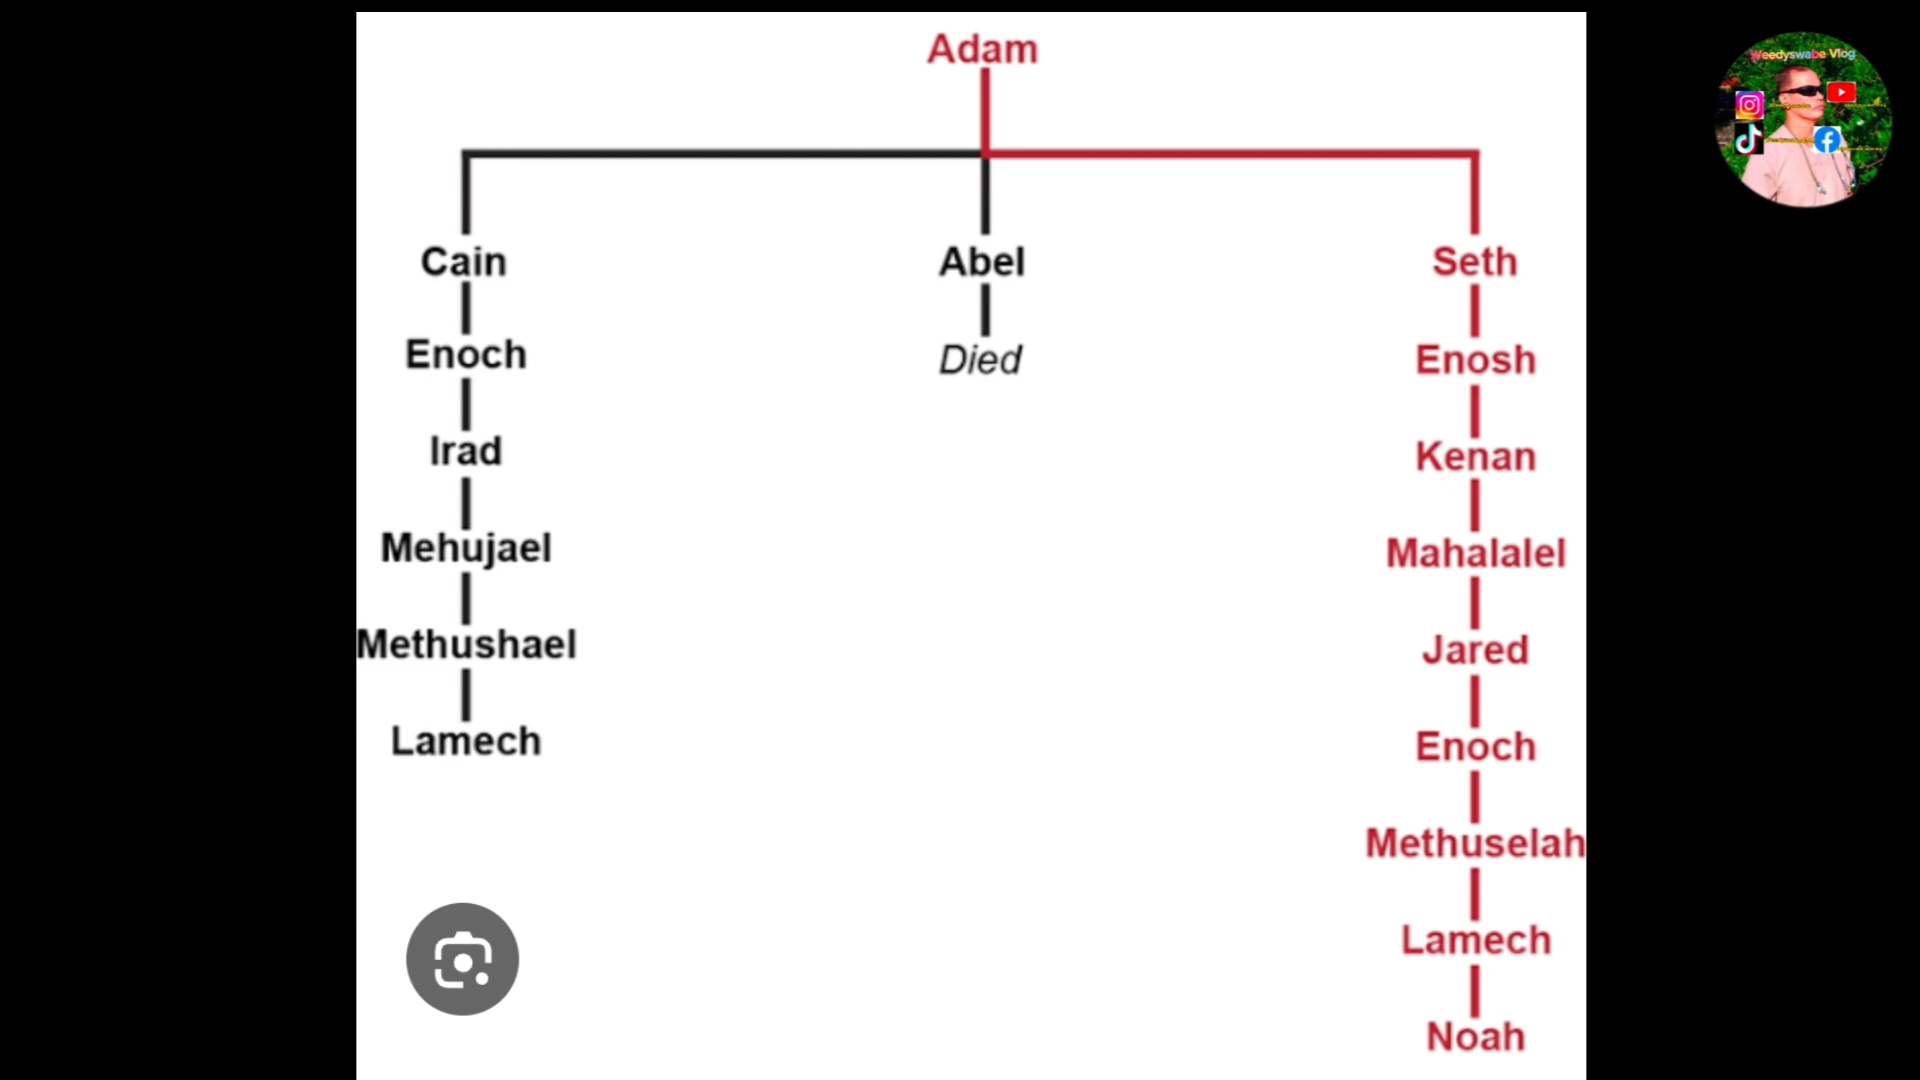 Adam
Cain Abel Seth
Enoch Died Enosh
Irad Kenan
Mehujael Mahalalel
Methushael Jared
Lamech Enoch
Methuselah
Lamech
Noah
Weedyswabe Vlog